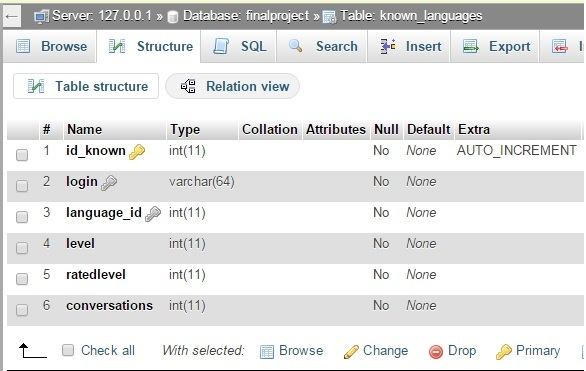 Server: 127.0.0.1 » Database: finalproject » Table: known_languages
Browse Structure SQL Search Insert Export
Table structure Relation view
# Name Type Collation Attributes Null Default Extra
1 id_known int(11) No None AUTO_INCREMENT
2 login varchar(64) No None
3 language_id int(11) No None
4 level int(11) No None
5 ratedlevel int(11) No None
6 conversations int(11) No None
Check all With selected: Browse Change Drop Primary